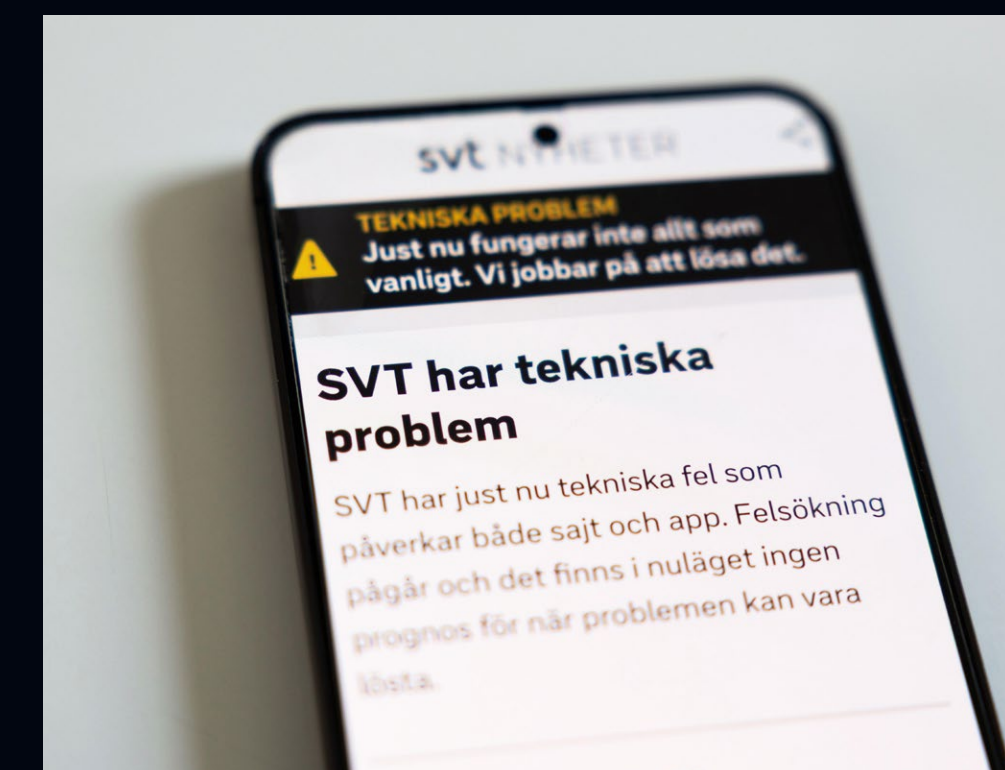 svt NYHETER
TEKNISKA PROBLEM
Just nu fungerar inte allt som
vanligt. Vi jobbar på att lösa det.
SVT har tekniska
problem
SVT har just nu tekniska fel som
påverkar både sajt och app. Felsökning
pågår och det finns i nuläget ingen
prognos för när problemen kan vara
lösta.